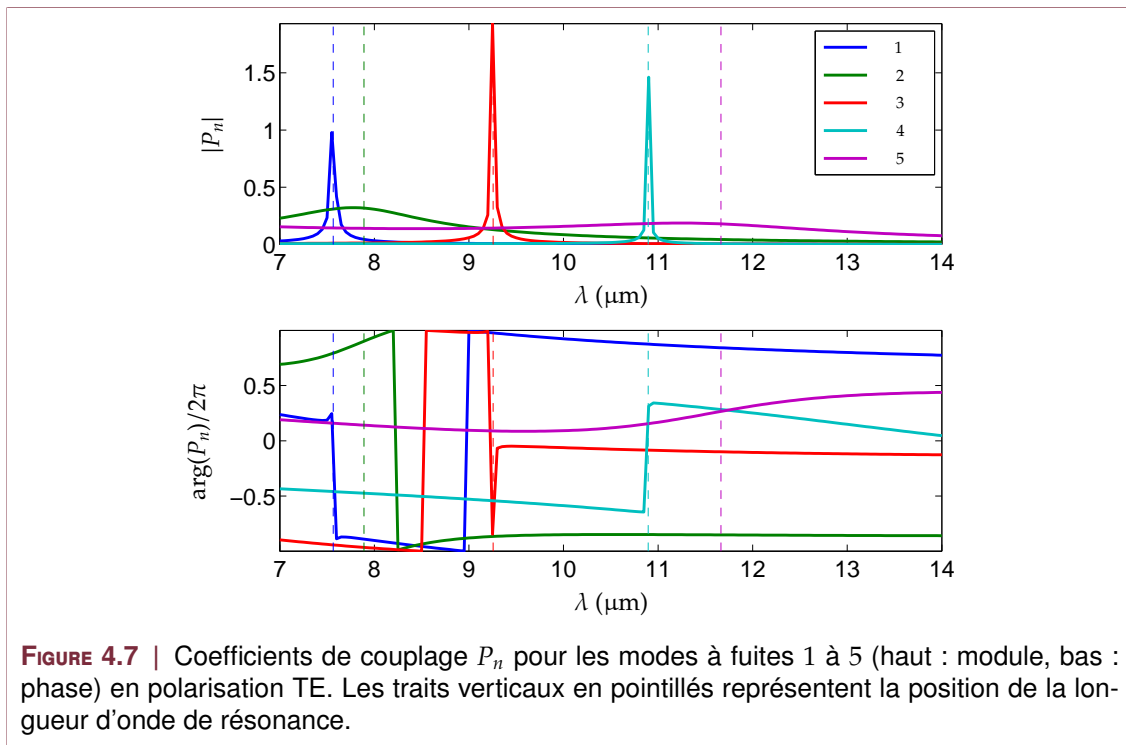 1.5
1
0.5
0
|Pₙ|
1
2
3
4
5
7 8 9 10 11 12 13 14
λ (μm)
0.5
0
−0.5
arg(Pₙ)/2π
7 8 9 10 11 12 13 14
λ (μm)
FIGURE 4.7 | Coefficients de couplage Pₙ pour les modes à fuites 1 à 5 (haut : module, bas :
phase) en polarisation TE. Les traits verticaux en pointillés représentent la position de la lon-
gueur d'onde de résonance.